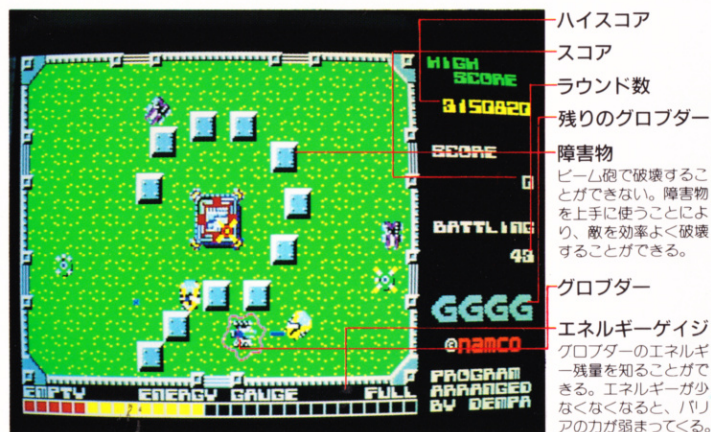 HIGH
SCORE
3150820
SCORE
0
BATTLING
49
GGGG
©namco
PROGRAM
ARRANGED
BY DEMPA
EMPTY ENERGY GAUGE FULL
ハイスコア
スコア
ラウンド数
残りのグロブダー
障害物
ビーム砲で破壊するこ
とができない。障害物
を上手に使うことによ
り、敵を効率よく破壊
することができる。
グロブダー
エネルギーゲイジ
グロブダーのエネルギ
ー残量を知ることがで
きる。エネルギーが少
なくなくなると、バリ
アの力が弱まってくる。